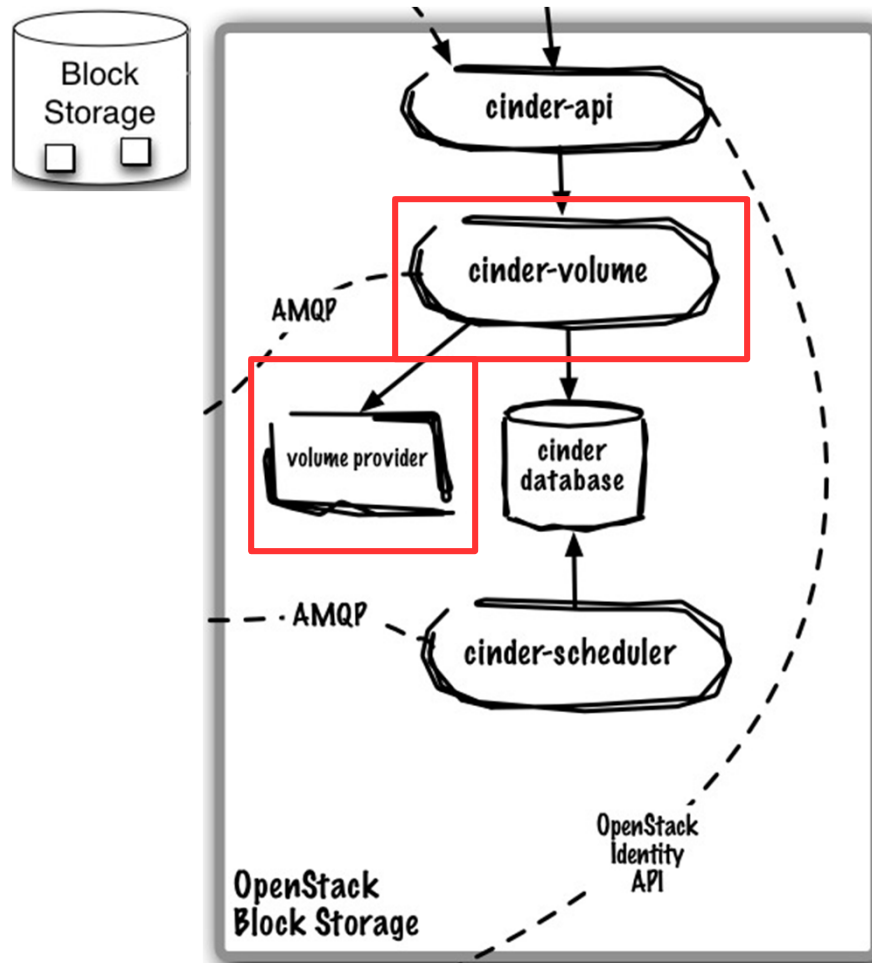 Block
Storage
cinder-api
cinder-volume
AMQP
volume provider
cinder
database
AMQP
cinder-scheduler
OpenStack
Identity
API
OpenStack
Block Storage